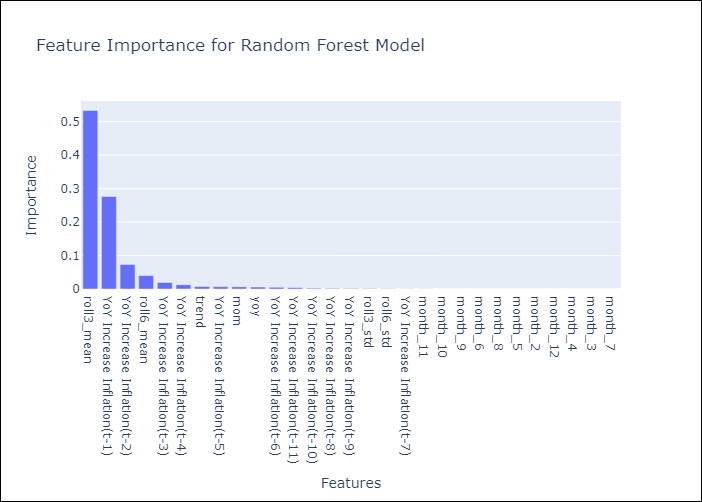 Feature Importance for Random Forest Model
Importance
0.5
0.4
0.3
0.2
0.1
0
roll3_mean
YoY Increase Inflation(t-1)
YoY Increase Inflation(t-2)
roll6_mean
YoY Increase Inflation(t-3)
YoY Increase Inflation(t-4)
trend
YoY Increase Inflation(t-5)
mom
yoy
YoY Increase Inflation(t-6)
YoY Increase Inflation(t-11)
YoY Increase Inflation(t-10)
YoY Increase Inflation(t-8)
YoY Increase Inflation(t-9)
roll3_std
roll6_std
YoY Increase Inflation(t-7)
month_11
month_10
month_9
month_6
month_8
month_5
month_2
month_12
month_4
month_3
month_7
Features